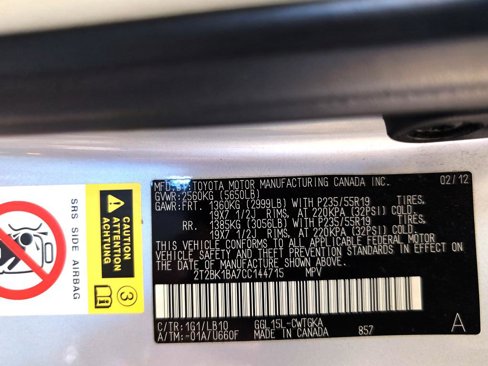 MFD. BY: TOYOTA MOTOR MANUFACTURING CANADA INC. 02/12
GVWR: 2560KG (5650LB)
GAWR: FRT. 1360KG (2999LB) WITH P235/55R19 TIRES.
19X7 1/2J RIMS, AT 220KPA (32PSI) COLD
RR. 1385KG (3056LB) WITH P235/55R19 TIRES.
19X7 1/2J RIMS, AT 220KPA (32PSI) COLD
THIS VEHICLE CONFORMS TO ALL APPLICABLE FEDERAL MOTOR
VEHICLE SAFETY AND THEFT PREVENTION STANDARDS IN
EFFECT ON THE DATE OF MANUFACTURE SHOWN ABOVE.
2T2BK1BA7CC144715 MPV
C/TR: 1G1/LB10 GGL15L-CWTGKA
A/TM: -01A/U660F MADE IN CANADA 857 A
SRS SIDE AIRBAG
CAUTION
ATTENTION
ACHTUNG
3